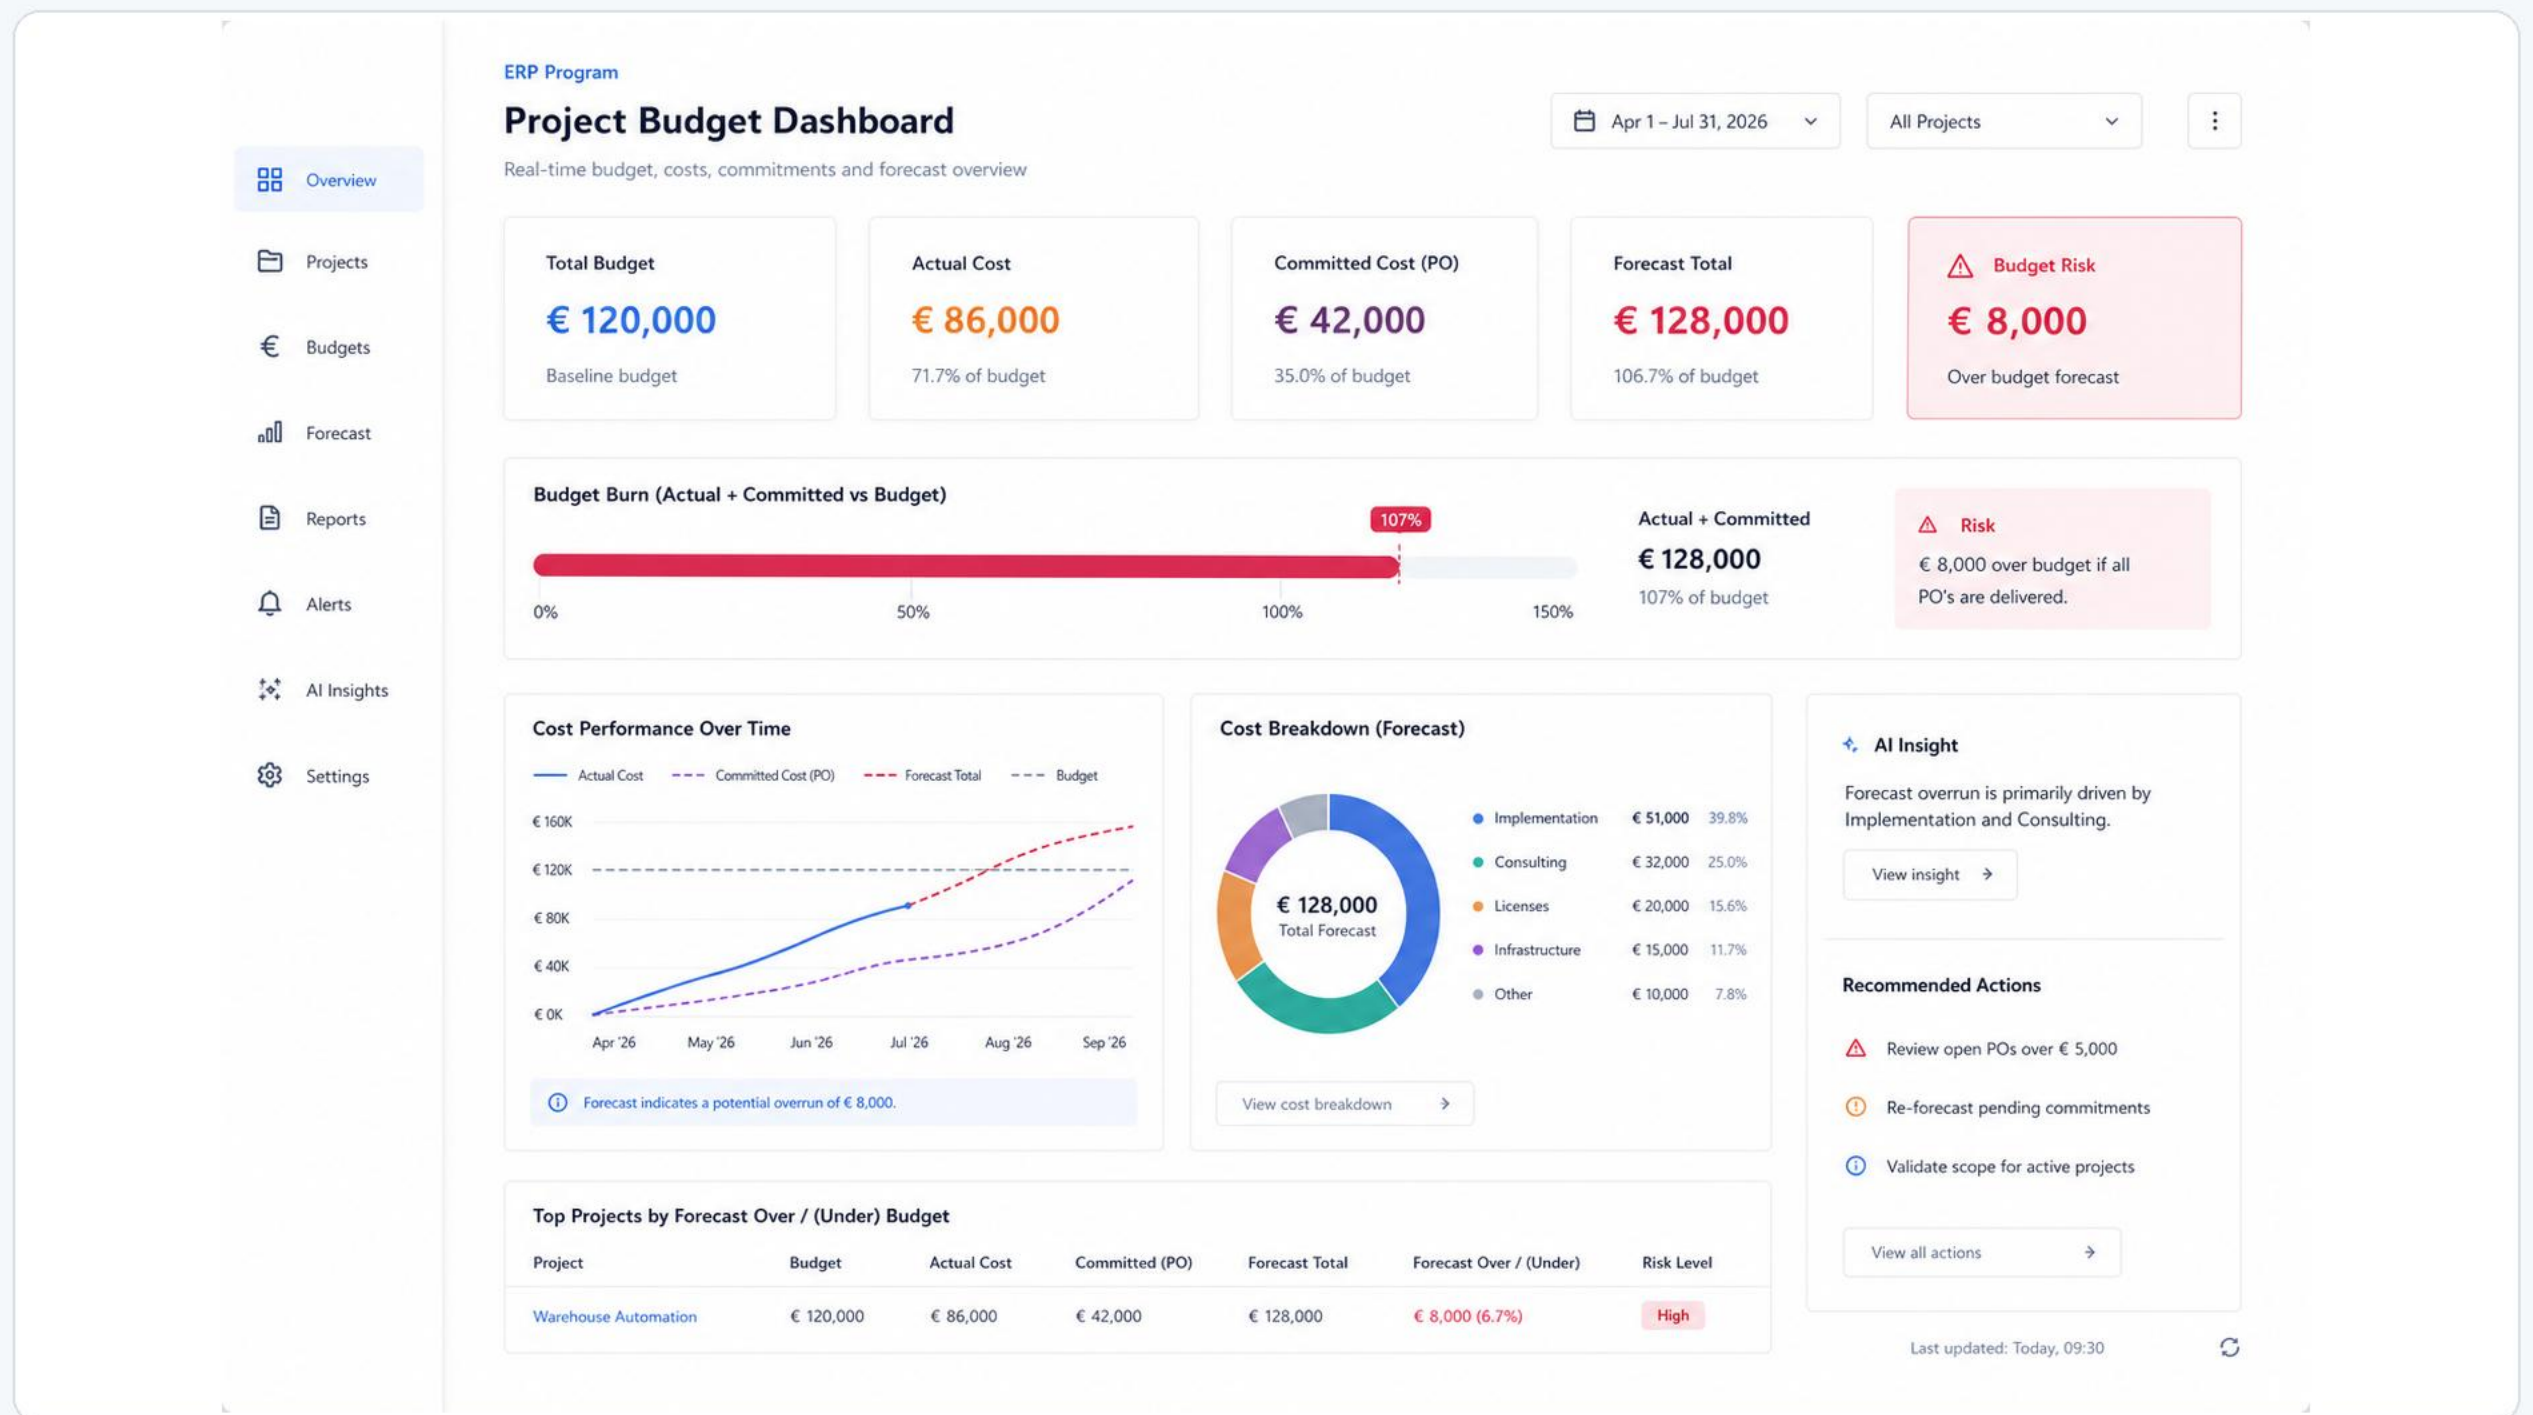 ERP Program
Project Budget Dashboard
Real-time budget, costs, commitments and forecast overview
Apr 1 – Jul 31, 2026
All Projects
Overview
Projects
Budgets
Forecast
Reports
Alerts
AI Insights
Settings
Total Budget
€ 120,000
Baseline budget
Actual Cost
€ 86,000
71.7% of budget
Committed Cost (PO)
€ 42,000
35.0% of budget
Forecast Total
€ 128,000
106.7% of budget
Budget Risk
€ 8,000
Over budget forecast
Budget Burn (Actual + Committed vs Budget)
107%
0% 50% 100% 150%
Actual + Committed
€ 128,000
107% of budget
Risk
€ 8,000 over budget if all
PO's are delivered.
Cost Performance Over Time
Actual Cost Committed Cost (PO) Forecast Total Budget
€ 160K
€ 120K
€ 80K
€ 40K
€ 0K
Apr '26 May '26 Jun '26 Jul '26 Aug '26 Sep '26
Forecast indicates a potential overrun of € 8,000.
Cost Breakdown (Forecast)
€ 128,000
Total Forecast
Implementation € 51,000 39.8%
Consulting € 32,000 25.0%
Licenses € 20,000 15.6%
Infrastructure € 15,000 11.7%
Other € 10,000 7.8%
View cost breakdown
AI Insight
Forecast overrun is primarily driven by
Implementation and Consulting.
View insight
Recommended Actions
Review open POs over € 5,000
Re-forecast pending commitments
Validate scope for active projects
View all actions
Top Projects by Forecast Over / (Under) Budget
Project Budget Actual Cost Committed (PO) Forecast Total Forecast Over / (Under) Risk Level
Warehouse Automation € 120,000 € 86,000 € 42,000 € 128,000 € 8,000 (6.7%) High
Last updated: Today, 09:30